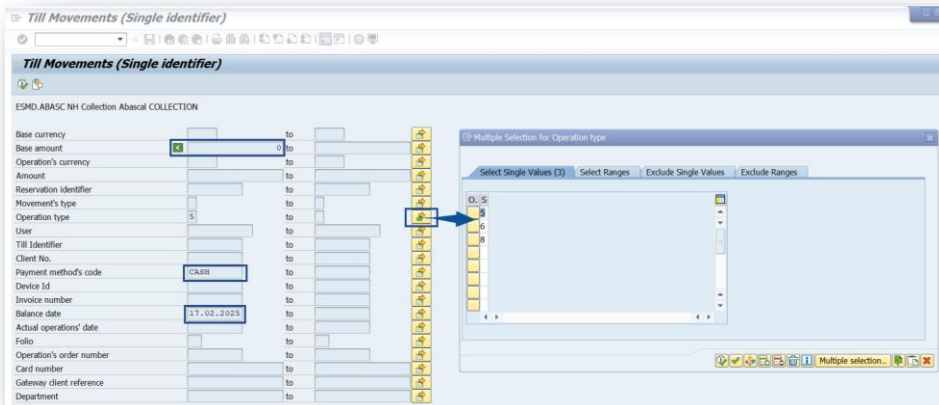 Till Movements (Single identifier)
Till Movements (Single identifier)
ESMD.ABASC NH Collection Abascal COLLECTION
Base currency to
Base amount 0 to
Operation's currency to
Amount to
Reservation identifier to
Movement's type to
Operation type 5 to
User to
Till Identifier to
Client No. to
Payment method's code CASH to
Device Id to
Invoice number to
Balance date 17.02.2025 to
Actual operations' date to
Folio to
Operation's order number to
Card number to
Gateway client reference to
Department to
Multiple Selection for Operation type
Select Single Values (3) Select Ranges Exclude Single Values Exclude Ranges
O. S
5
6
8
Multiple selection...